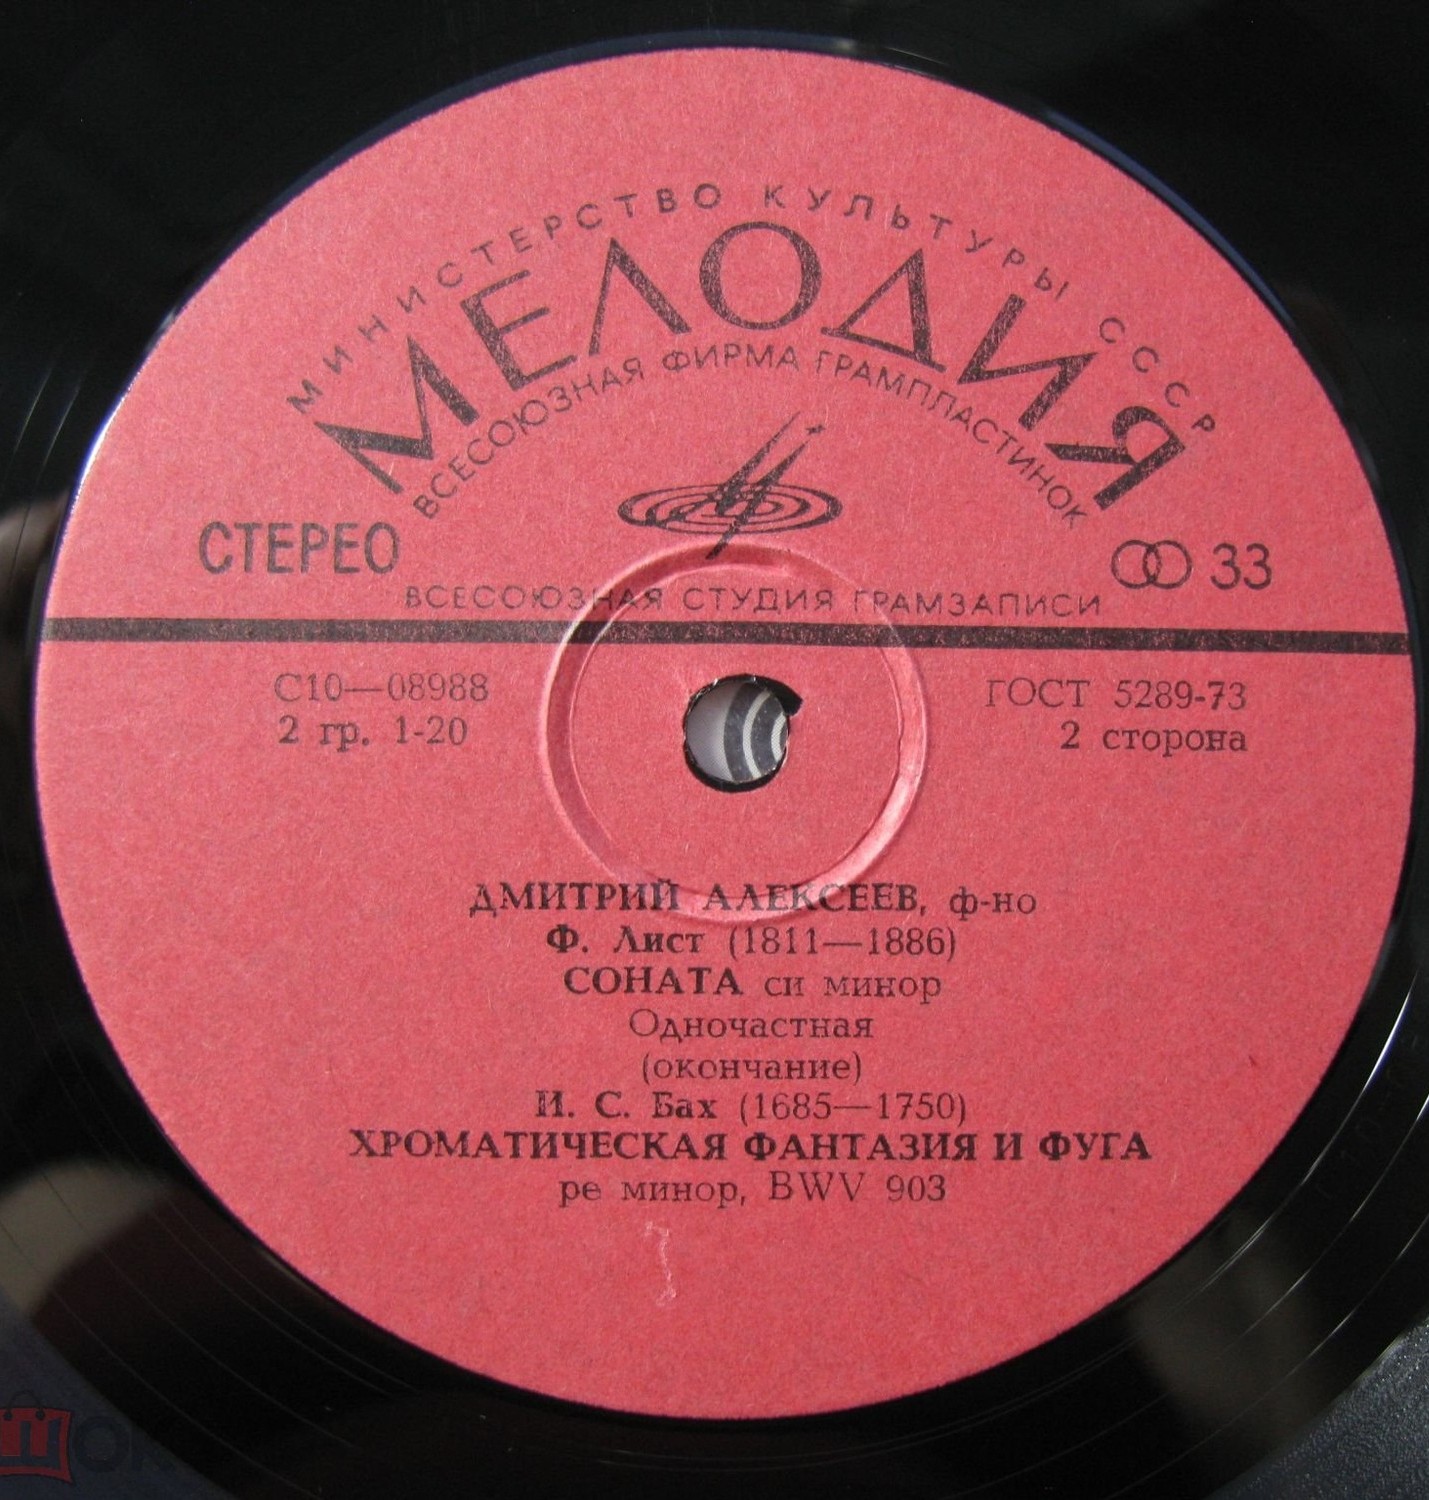 МИНИСТЕРСТВО КУЛЬТУРЫ СССР
МЕЛОДИЯ
ВСЕСОЮЗНАЯ ФИРМА ГРАМПЛАСТИНОК
СТЕРЕО
33
ВСЕСОЮЗНАЯ СТУДИЯ ГРАМЗАПИСИ
С10—08988
ГОСТ 5289-73
2 гр. 1-20
2 сторона
ДМИТРИЙ АЛЕКСЕЕВ, ф-но
Ф. Лист (1811—1886)
СОНАТА си минор
Одночастная
(окончание)
И. С. Бах (1685—1750)
ХРОМАТИЧЕСКАЯ ФАНТАЗИЯ И ФУГА
ре минор, BWV 903